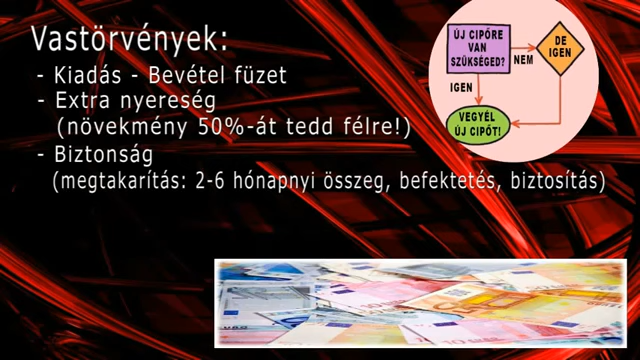 Vastörvények:
- Kiadás - Bevétel füzet
- Extra nyereség
(növekmény 50%-át tedd félre!)
- Biztonság
(megtakarítás: 2-6 hónapnyi összeg, befektetés, biztosítás)
ÚJ CIPŐRE
VAN
SZÜKSÉGED?
NEM
DE
IGEN
IGEN
VEGYÉL
ÚJ CIPŐT!